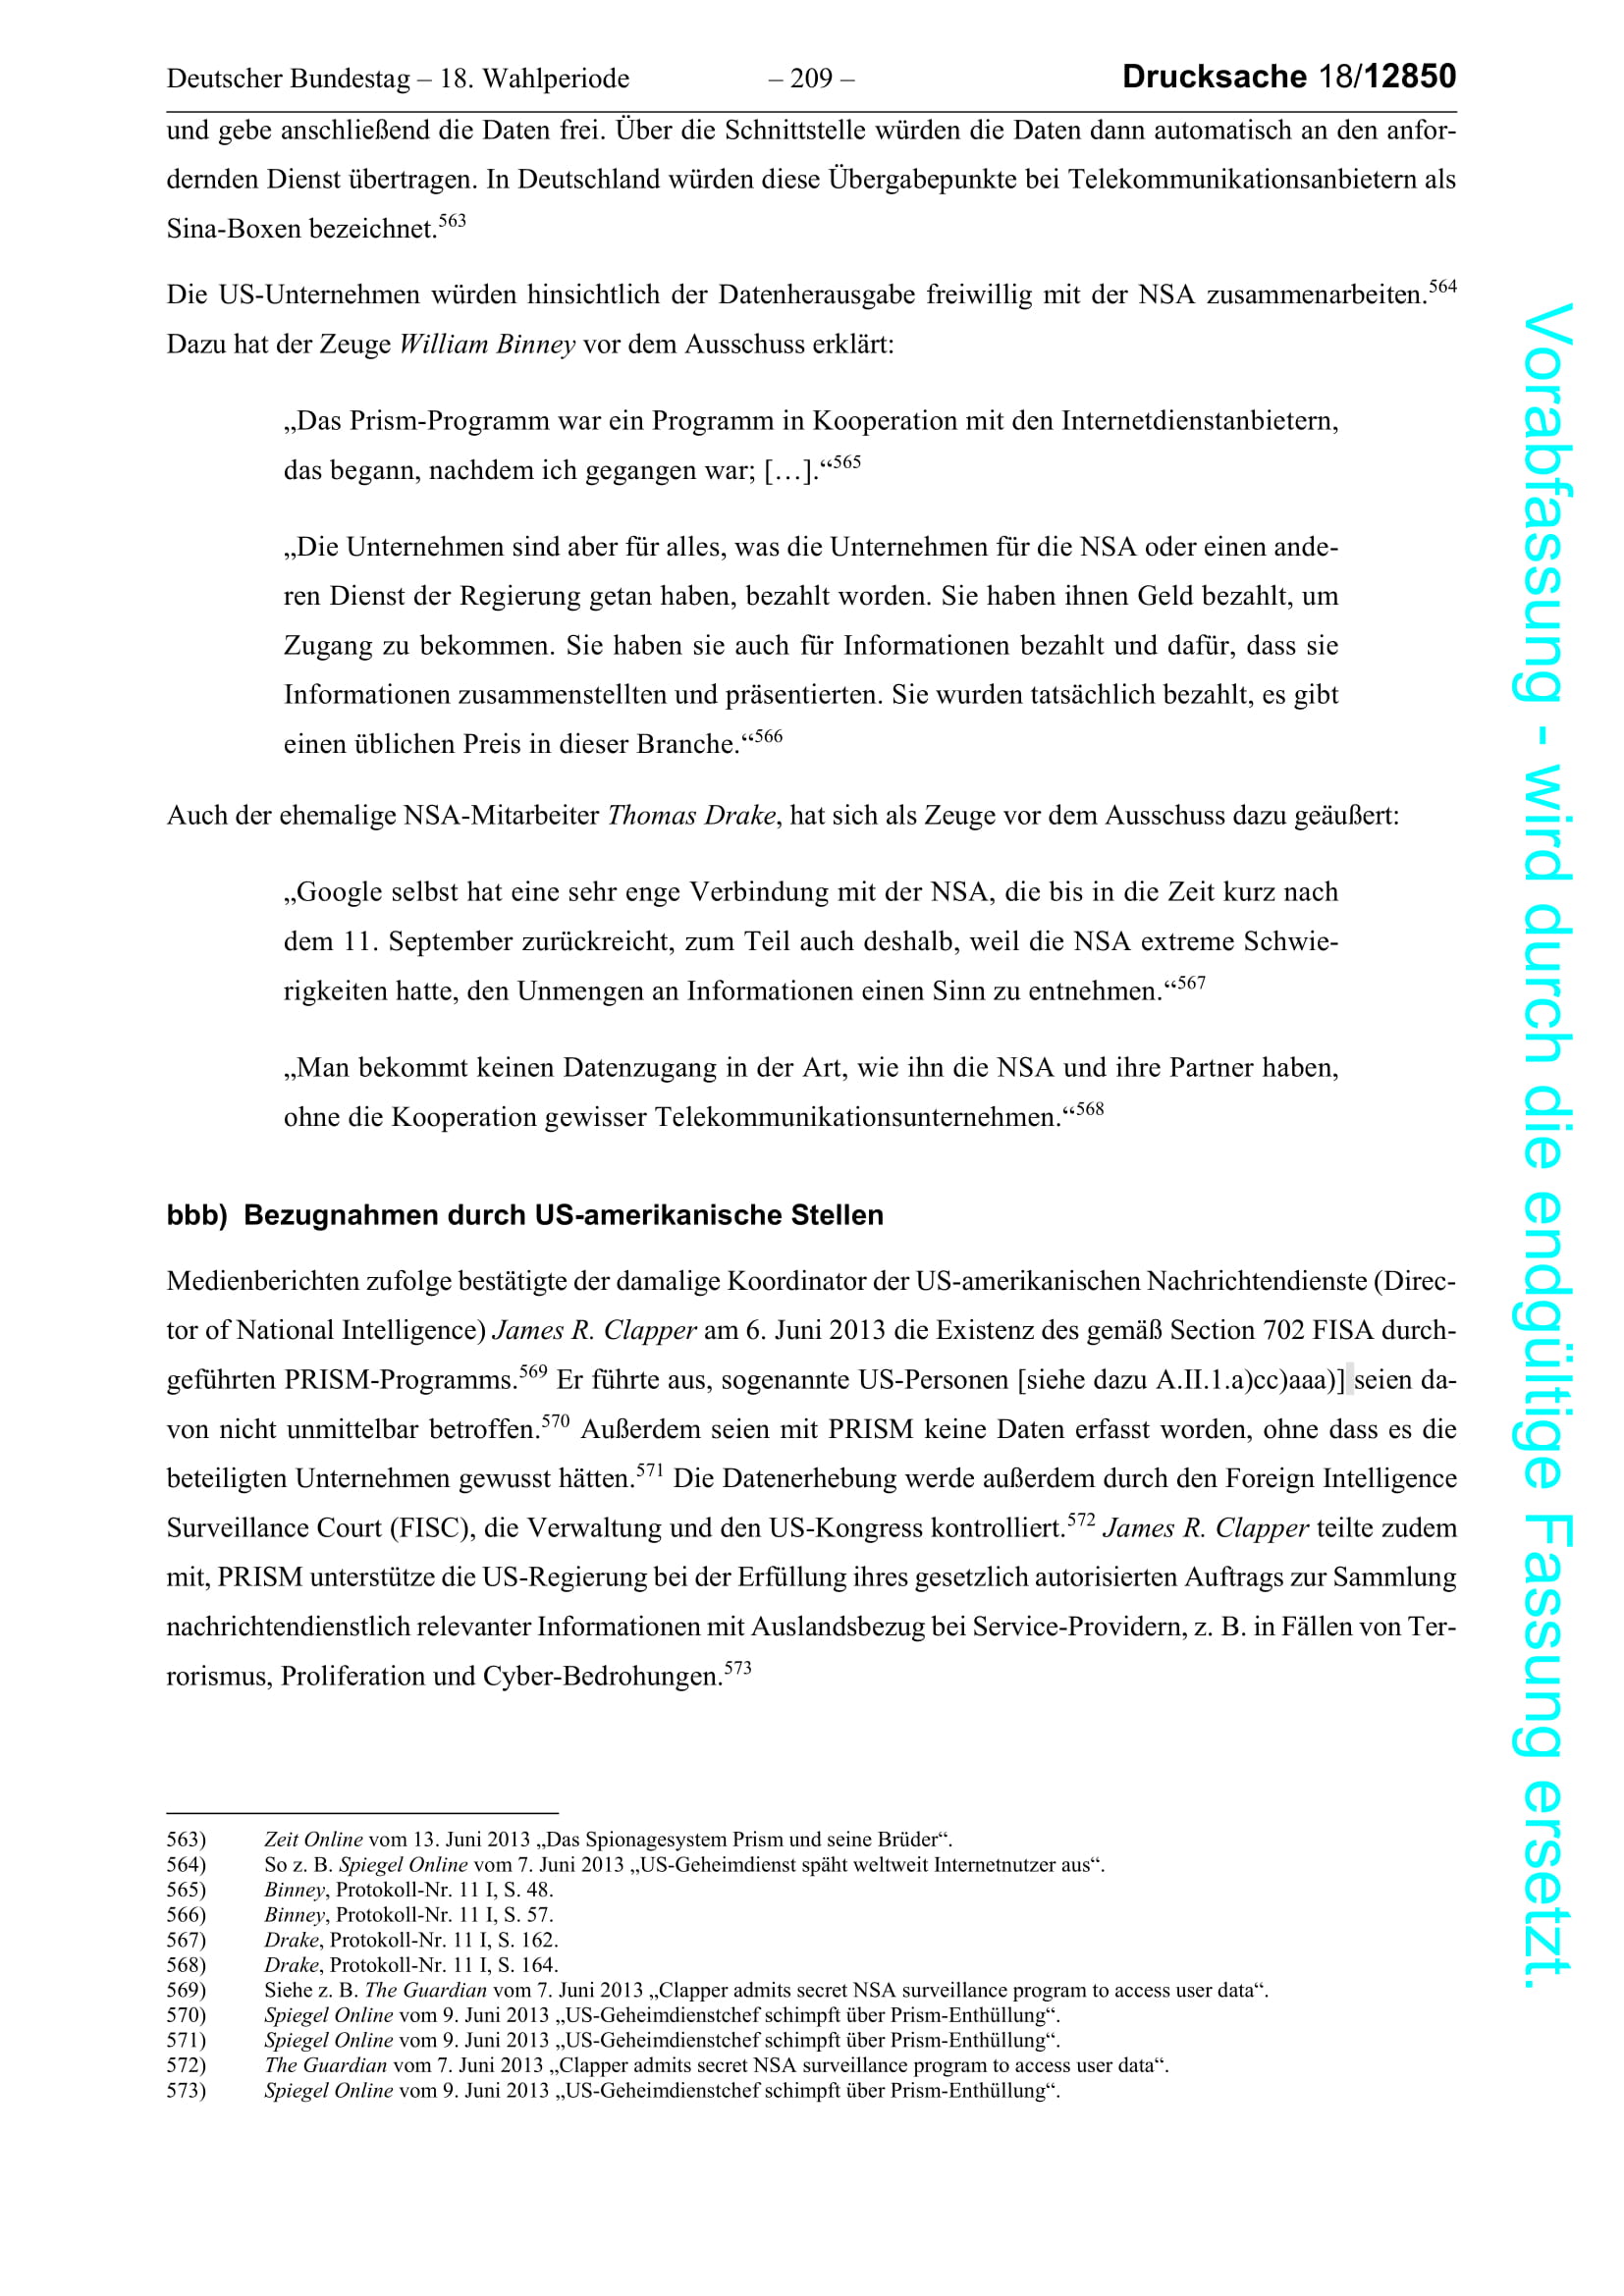 Deutscher Bundestag – 18. Wahlperiode – 209 – Drucksache 18/12850
und gebe anschließend die Daten frei. Über die Schnittstelle würden die Daten dann automatisch an den anfor-
dernden Dienst übertragen. In Deutschland würden diese Übergabepunkte bei Telekommunikationsanbietern als
Sina-Boxen bezeichnet.563
Die US-Unternehmen würden hinsichtlich der Datenherausgabe freiwillig mit der NSA zusammenarbeiten.564
Dazu hat der Zeuge William Binney vor dem Ausschuss erklärt:
„Das Prism-Programm war ein Programm in Kooperation mit den Internetdienstanbietern,
das begann, nachdem ich gegangen war; […].“565
„Die Unternehmen sind aber für alles, was die Unternehmen für die NSA oder einen ande-
ren Dienst der Regierung getan haben, bezahlt worden. Sie haben ihnen Geld bezahlt, um
Zugang zu bekommen. Sie haben sie auch für Informationen bezahlt und dafür, dass sie
Informationen zusammenstellten und präsentierten. Sie wurden tatsächlich bezahlt, es gibt
einen üblichen Preis in dieser Branche.“566
Auch der ehemalige NSA-Mitarbeiter Thomas Drake, hat sich als Zeuge vor dem Ausschuss dazu geäußert:
„Google selbst hat eine sehr enge Verbindung mit der NSA, die bis in die Zeit kurz nach
dem 11. September zurückreicht, zum Teil auch deshalb, weil die NSA extreme Schwie-
rigkeiten hatte, den Unmengen an Informationen einen Sinn zu entnehmen.“567
„Man bekommt keinen Datenzugang in der Art, wie ihn die NSA und ihre Partner haben,
ohne die Kooperation gewisser Telekommunikationsunternehmen.“568
bbb) Bezugnahmen durch US-amerikanische Stellen
Medienberichten zufolge bestätigte der damalige Koordinator der US-amerikanischen Nachrichtendienste (Direc-
tor of National Intelligence) James R. Clapper am 6. Juni 2013 die Existenz des gemäß Section 702 FISA durch-
geführten PRISM-Programms.569 Er führte aus, sogenannte US-Personen [siehe dazu A.II.1.a)cc)aaa)] seien da-
von nicht unmittelbar betroffen.570 Außerdem seien mit PRISM keine Daten erfasst worden, ohne dass es die
beteiligten Unternehmen gewusst hätten.571 Die Datenerhebung werde außerdem durch den Foreign Intelligence
Surveillance Court (FISC), die Verwaltung und den US-Kongress kontrolliert.572 James R. Clapper teilte zudem
mit, PRISM unterstütze die US-Regierung bei der Erfüllung ihres gesetzlich autorisierten Auftrags zur Sammlung
nachrichtendienstlich relevanter Informationen mit Auslandsbezug bei Service-Providern, z. B. in Fällen von Ter-
rorismus, Proliferation und Cyber-Bedrohungen.573
563) Zeit Online vom 13. Juni 2013 „Das Spionagesystem Prism und seine Brüder“.
564) So z. B. Spiegel Online vom 7. Juni 2013 „US-Geheimdienst späht weltweit Internetnutzer aus“.
565) Binney, Protokoll-Nr. 11 I, S. 48.
566) Binney, Protokoll-Nr. 11 I, S. 57.
567) Drake, Protokoll-Nr. 11 I, S. 162.
568) Drake, Protokoll-Nr. 11 I, S. 164.
569) Siehe z. B. The Guardian vom 7. Juni 2013 „Clapper admits secret NSA surveillance program to access user data“.
570) Spiegel Online vom 9. Juni 2013 „US-Geheimdienstchef schimpft über Prism-Enthüllung“.
571) Spiegel Online vom 9. Juni 2013 „US-Geheimdienstchef schimpft über Prism-Enthüllung“.
572) The Guardian vom 7. Juni 2013 „Clapper admits secret NSA surveillance program to access user data“.
573) Spiegel Online vom 9. Juni 2013 „US-Geheimdienstchef schimpft über Prism-Enthüllung“.
Vorabfassung - wird durch die endgültige Fassung ersetzt.